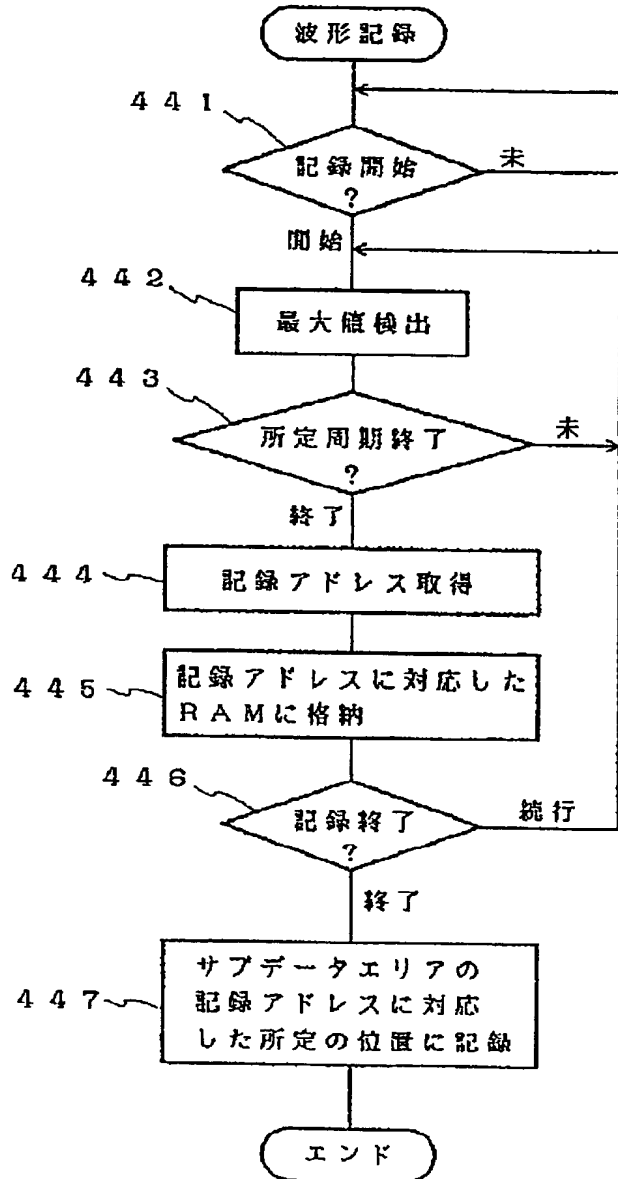 波形記録
441
記録開始
?
未
開始
442
最大値検出
443
所定周期終了
?
未
終了
444
記録アドレス取得
445
記録アドレスに対応した
RAMに格納
446
記録終了
?
続行
終了
447
サブデータエリアの
記録アドレスに対応
した所定の位置に記録
エンド